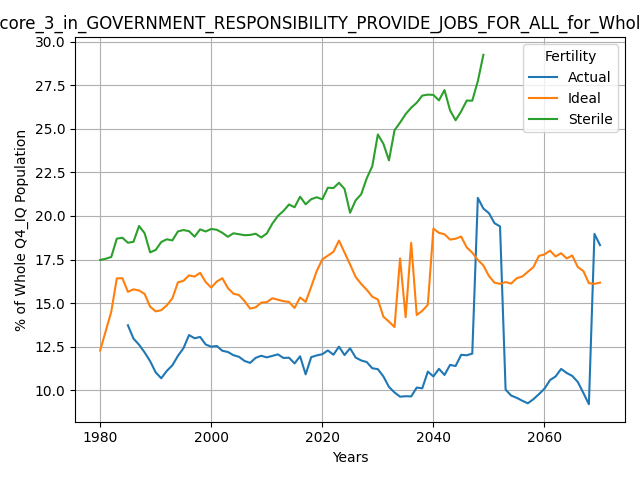 core_3_in_GOVERNMENT_RESPONSIBILITY_PROVIDE_JOBS_FOR_ALL_for_Whol
30.0
27.5
25.0
22.5
20.0
17.5
15.0
12.5
10.0
% of Whole Q4_IQ Population
Fertility
Actual
Ideal
Sterile
1980
2000
2020
2040
2060
Years